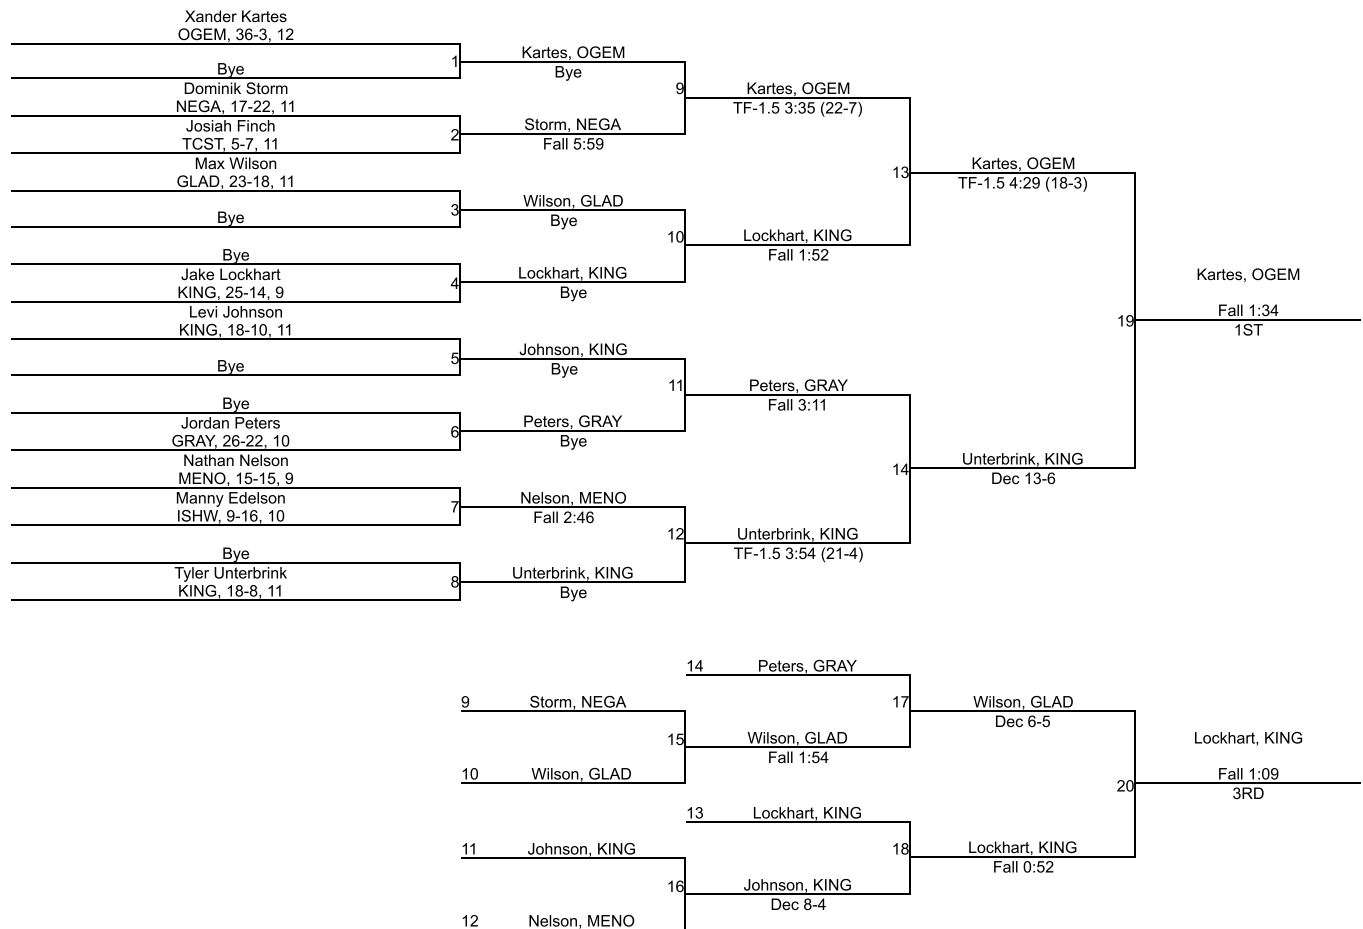 Xander Kartes
OGEM, 36-3, 12
Bye
1
Dominik Storm
NEGA, 17-22, 11
Josiah Finch
TCST, 5-7, 11
2
Max Wilson
GLAD, 23-18, 11
Bye
3
Bye
Jake Lockhart
KING, 25-14, 9
4
Levi Johnson
KING, 18-10, 11
Bye
5
Bye
Jordan Peters
GRAY, 26-22, 10
6
Nathan Nelson
MENO, 15-15, 9
Manny Edelson
ISHW, 9-16, 10
7
Bye
Tyler Unterbrink
KING, 18-8, 11
8
Kartes, OGEM
Bye
9
Storm, NEGA
Fall 5:59
Wilson, GLAD
Bye
10
Lockhart, KING
Bye
Johnson, KING
Bye
11
Peters, GRAY
Bye
Nelson, MENO
Fall 2:46
12
Unterbrink, KING
Bye
Kartes, OGEM
TF-1.5 3:35 (22-7)
13
Lockhart, KING
Fall 1:52
Peters, GRAY
Fall 3:11
14
Unterbrink, KING
TF-1.5 3:54 (21-4)
Kartes, OGEM
TF-1.5 4:29 (18-3)
19
Unterbrink, KING
Dec 13-6
Kartes, OGEM
Fall 1:34
1ST
14 Peters, GRAY
9 Storm, NEGA
17
Wilson, GLAD
Dec 6-5
15
Wilson, GLAD
Fall 1:54
10 Wilson, GLAD
Lockhart, KING
Fall 1:09
3RD
20
13 Lockhart, KING
11 Johnson, KING
18
Lockhart, KING
Fall 0:52
16
Johnson, KING
Dec 8-4
12 Nelson, MENO